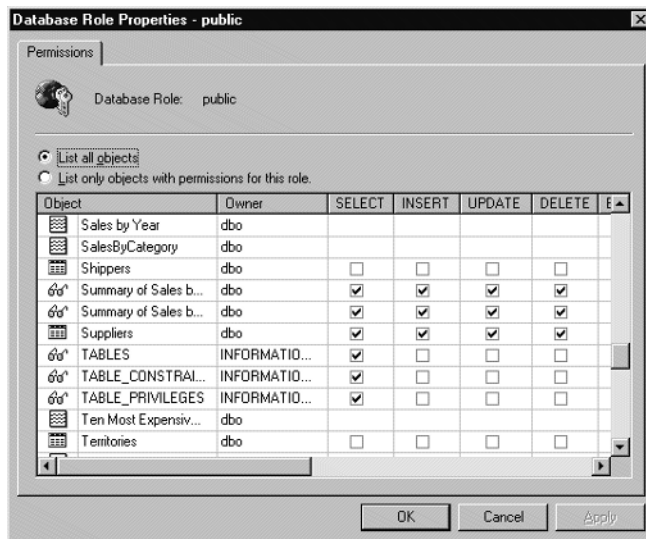 Database Role Properties - public
Permissions
Database Role: public
List all objects
List only objects with permissions for this role.
Object Owner SELECT INSERT UPDATE DELETE E
Sales by Year dbo
SalesByCategory dbo
Shippers dbo
Summary of Sales b... dbo
Summary of Sales b... dbo
Suppliers dbo
TABLES INFORMATIO...
TABLE_CONSTRAI... INFORMATIO...
TABLE_PRIVILEGES INFORMATIO...
Ten Most Expensiv... dbo
Territories dbo
OK Cancel Apply